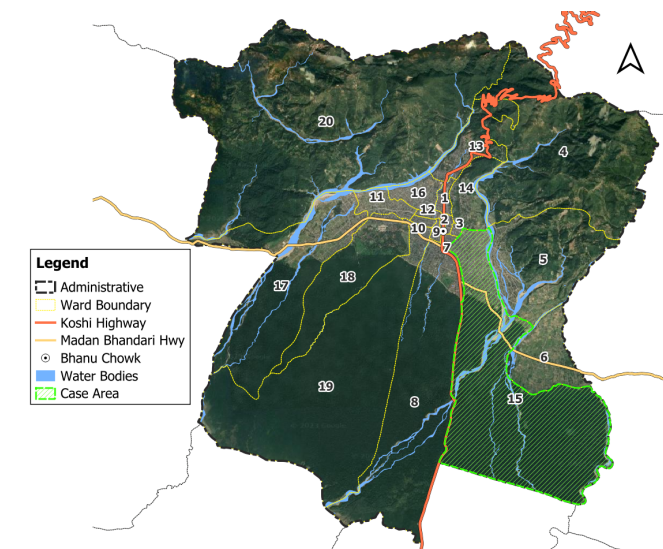 20
4
13
14
16
11
1
12
2
3
10
9
7
5
17
18
6
19
8
15
Legend
Administrative
Ward Boundary
Koshi Highway
Madan Bhandari Hwy
Bhanu Chowk
Water Bodies
Case Area